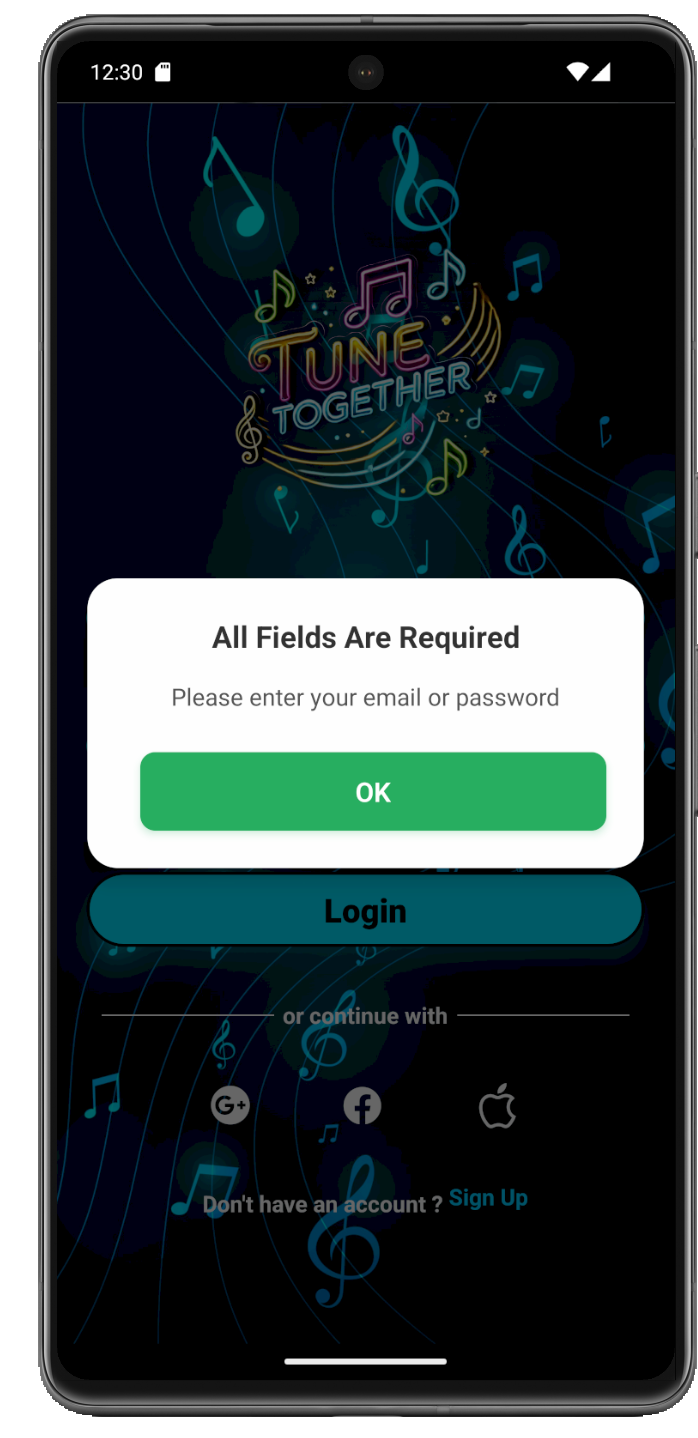 12:30
TUNE
TOGETHER
All Fields Are Required
Please enter your email or password
OK
Login
or continue with
G+
Don't have an account ? Sign Up